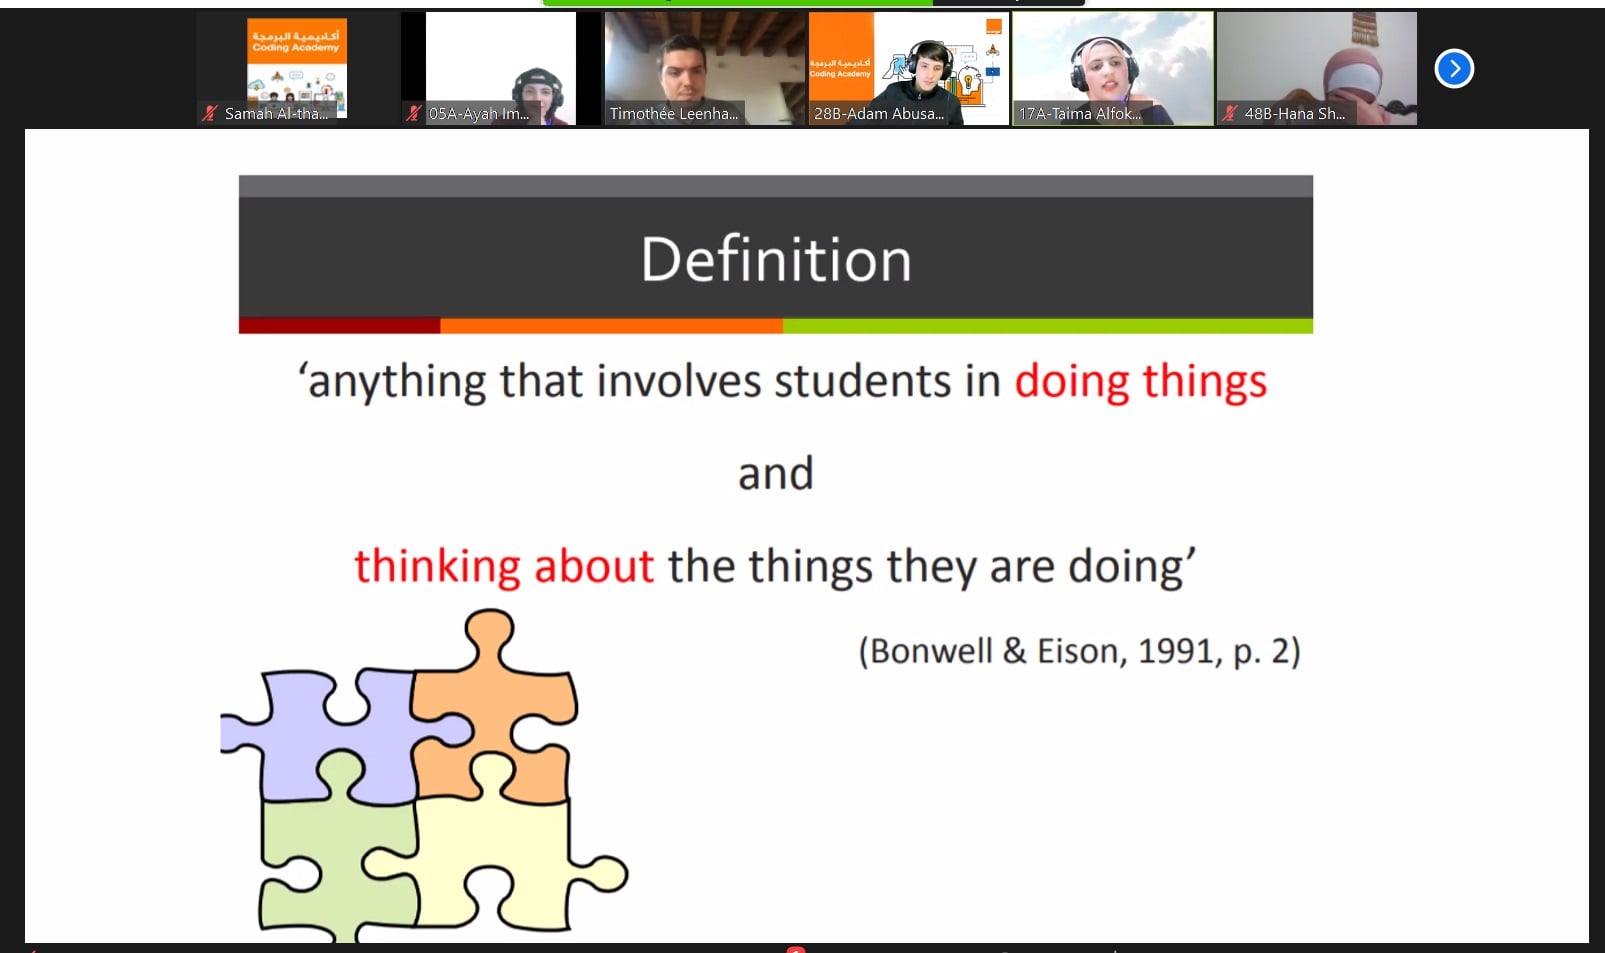 أكاديمية البرمجة
Coding Academy
Samah Al-tha...
05A-Ayah Im...
Timothée Leenha...
أكاديمية البرمجة
Coding Academy
28B-Adam Abusa...
17A-Taima Alfok...
48B-Hana Sh...
Definition
‘anything that involves students in doing things
and
thinking about the things they are doing’
(Bonwell & Eison, 1991, p. 2)